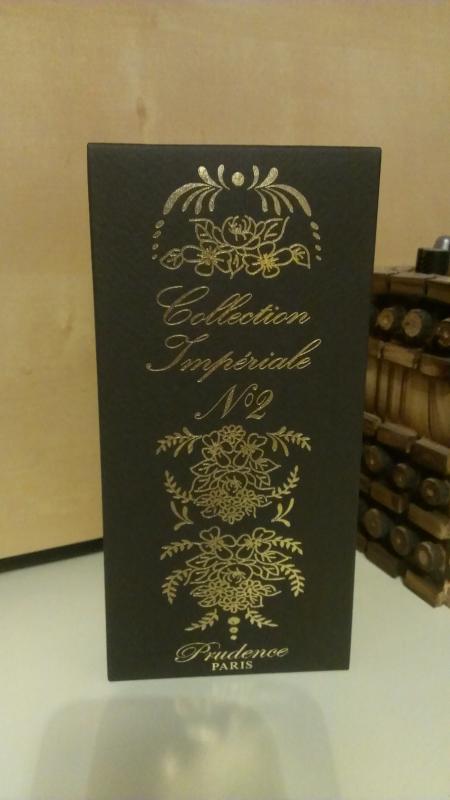 Collection
Impériale
Nº2
Prudence
PARIS